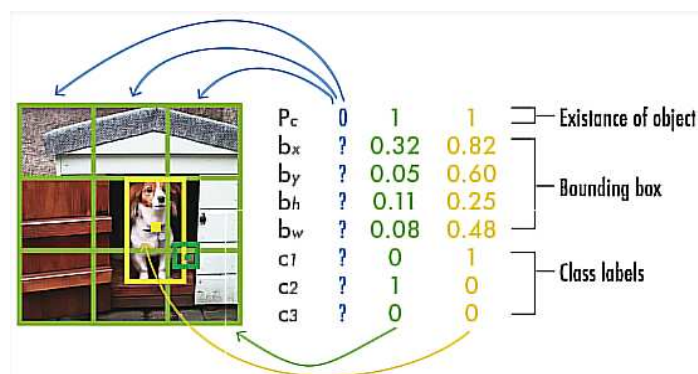 Pc 0 1 1 Existance of object
bx ? 0.32 0.82
by ? 0.05 0.60 Bounding box
bh ? 0.11 0.25
bw ? 0.08 0.48
c1 ? 0 1
c2 ? 1 0 Class labels
c3 ? 0 0